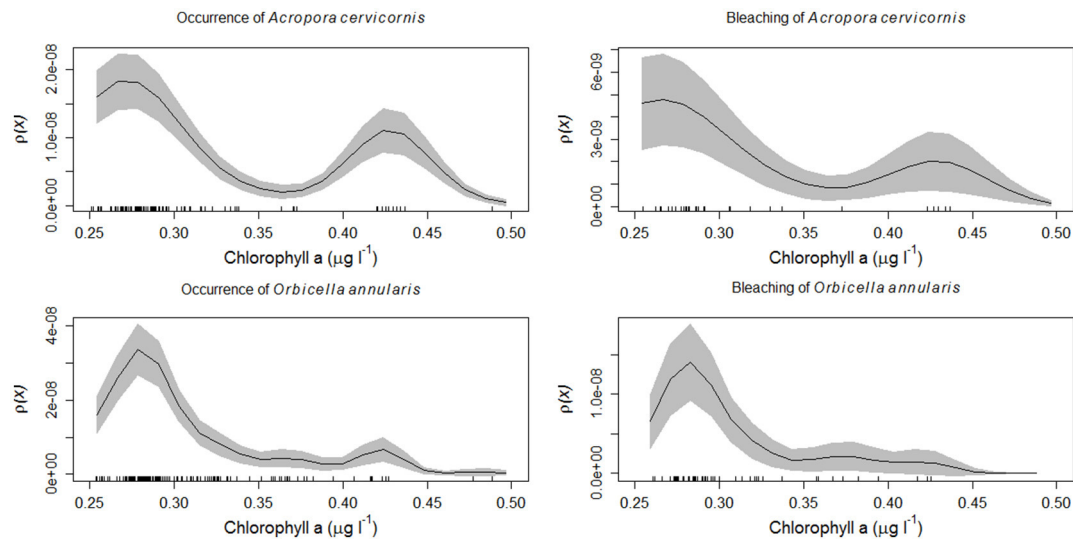 Occurrence of Acropora cervicornis
ρ(x)
2.0e-08
1.0e-08
0.0e+00
0.25 0.30 0.35 0.40 0.45 0.50
Chlorophyll a (μg l⁻¹)
Bleaching of Acropora cervicornis
ρ(x)
6e-09
3e-09
0e+00
0.25 0.30 0.35 0.40 0.45 0.50
Chlorophyll a (μg l⁻¹)
Occurrence of Orbicella annularis
ρ(x)
4e-08
2e-08
0e+00
0.25 0.30 0.35 0.40 0.45 0.50
Chlorophyll a (μg l⁻¹)
Bleaching of Orbicella annularis
ρ(x)
1.0e-08
0.0e+00
0.25 0.30 0.35 0.40 0.45 0.50
Chlorophyll a (μg l⁻¹)